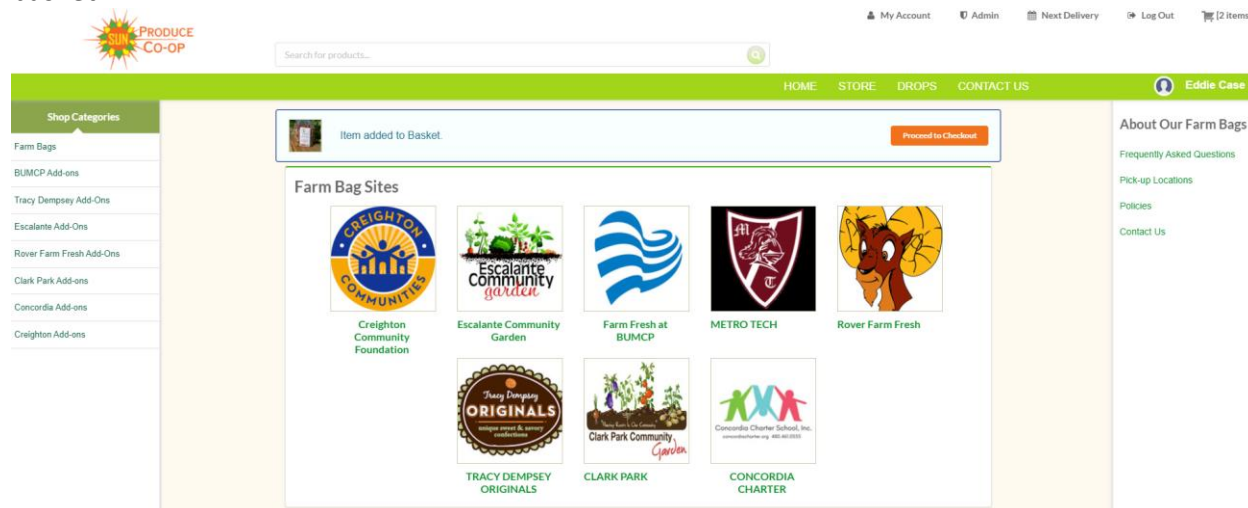 My Account Admin Next Delivery Log Out [2 items
SUN PRODUCE
CO-OP
Search for products...
HOME STORE DROPS CONTACT US Eddie Case
Shop Categories
Farm Bags
BUMCP Add-ons
Tracy Dempsey Add-Ons
Escalante Add-Ons
Rover Farm Fresh Add-Ons
Clark Park Add-ons
Concordia Add-ons
Creighton Add-ons
Item added to Basket.
Proceed to Checkout
Farm Bag Sites
CREIGHTON
COMMUNITIES
Creighton
Community
Foundation
Escalante
Community
garden
Escalante Community
Garden
Farm Fresh at
BUMCP
M T
C
METRO TECH
Rover Farm Fresh
Tracy Dempsey
ORIGINALS
unique sweet & savory
confections
TRACY DEMPSEY
ORIGINALS
Clark Park Community
Garden
CLARK PARK
Concordia Charter School, Inc.
CONCORDIA
CHARTER
About Our Farm Bags
Frequently Asked Questions
Pick-up Locations
Policies
Contact Us